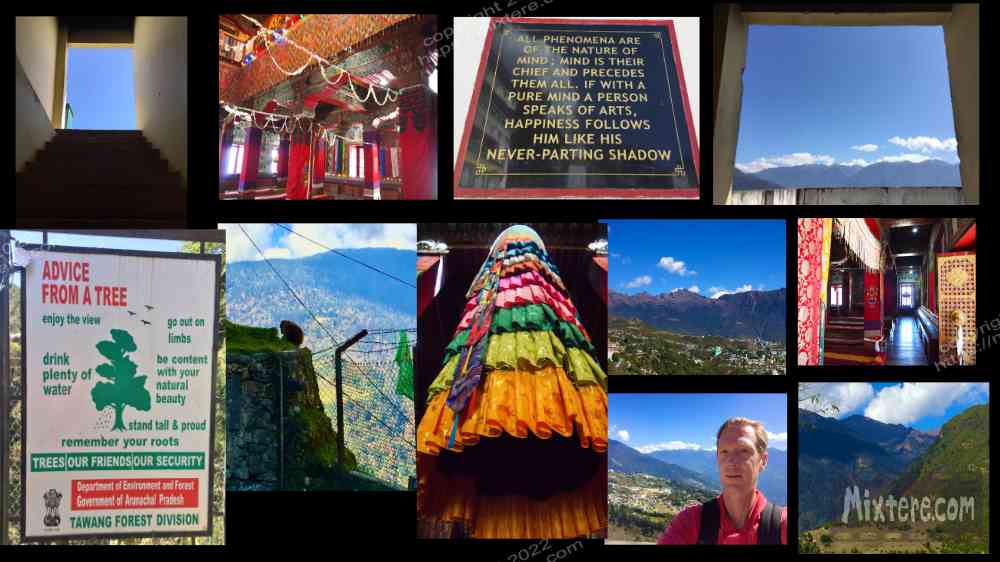 ALL PHENOMENA ARE
OF THE NATURE OF
MIND ; MIND IS THEIR
CHIEF AND PRECEDES
THEM ALL. IF WITH A
PURE MIND A PERSON
SPEAKS OF ARTS,
HAPPINESS FOLLOWS
HIM LIKE HIS
NEVER-PARTING SHADOW
ADVICE
FROM A TREE
enjoy the view
go out on
limbs
drink
plenty of
water
be content
with your
natural
beauty
stand tall & proud
remember your roots
TREES OUR FRIENDS OUR SECURITY
Department of Environment and Forest
Government of Arunachal Pradesh
TAWANG FOREST DIVISION
Mixtere.com
2022